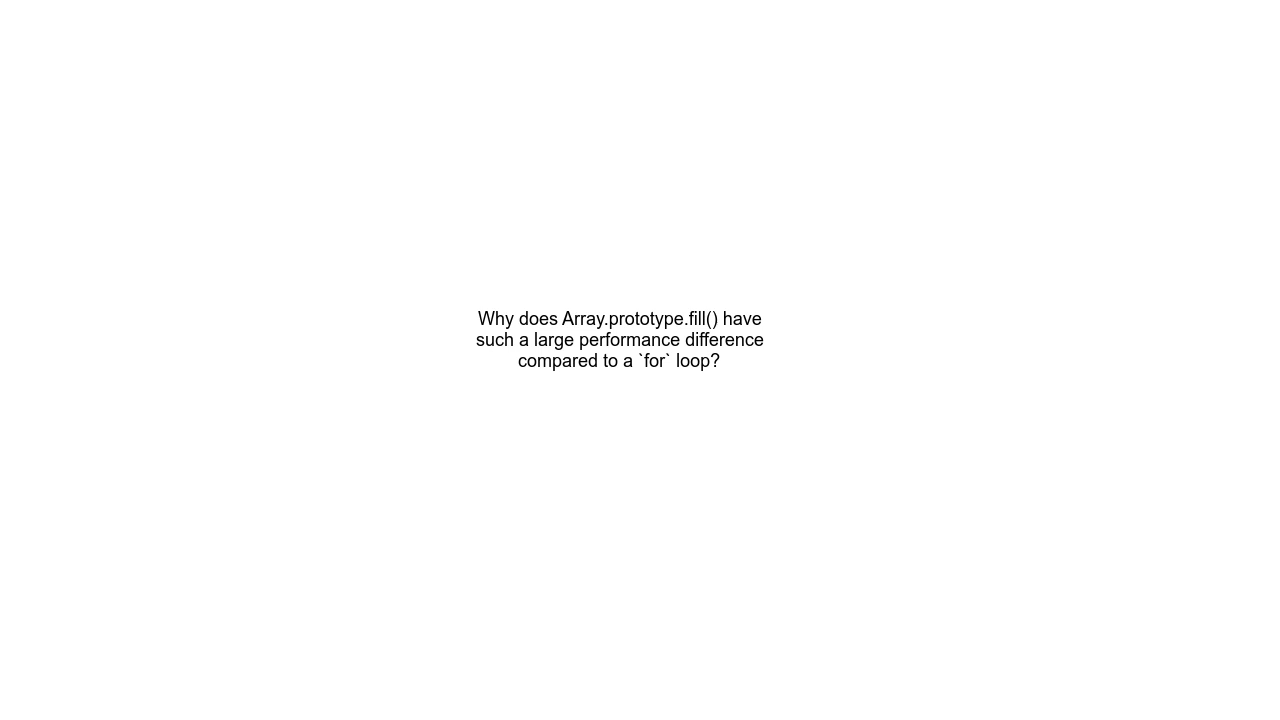 Why does Array.prototype.fill() have
such a large performance difference
compared to a `for` loop?